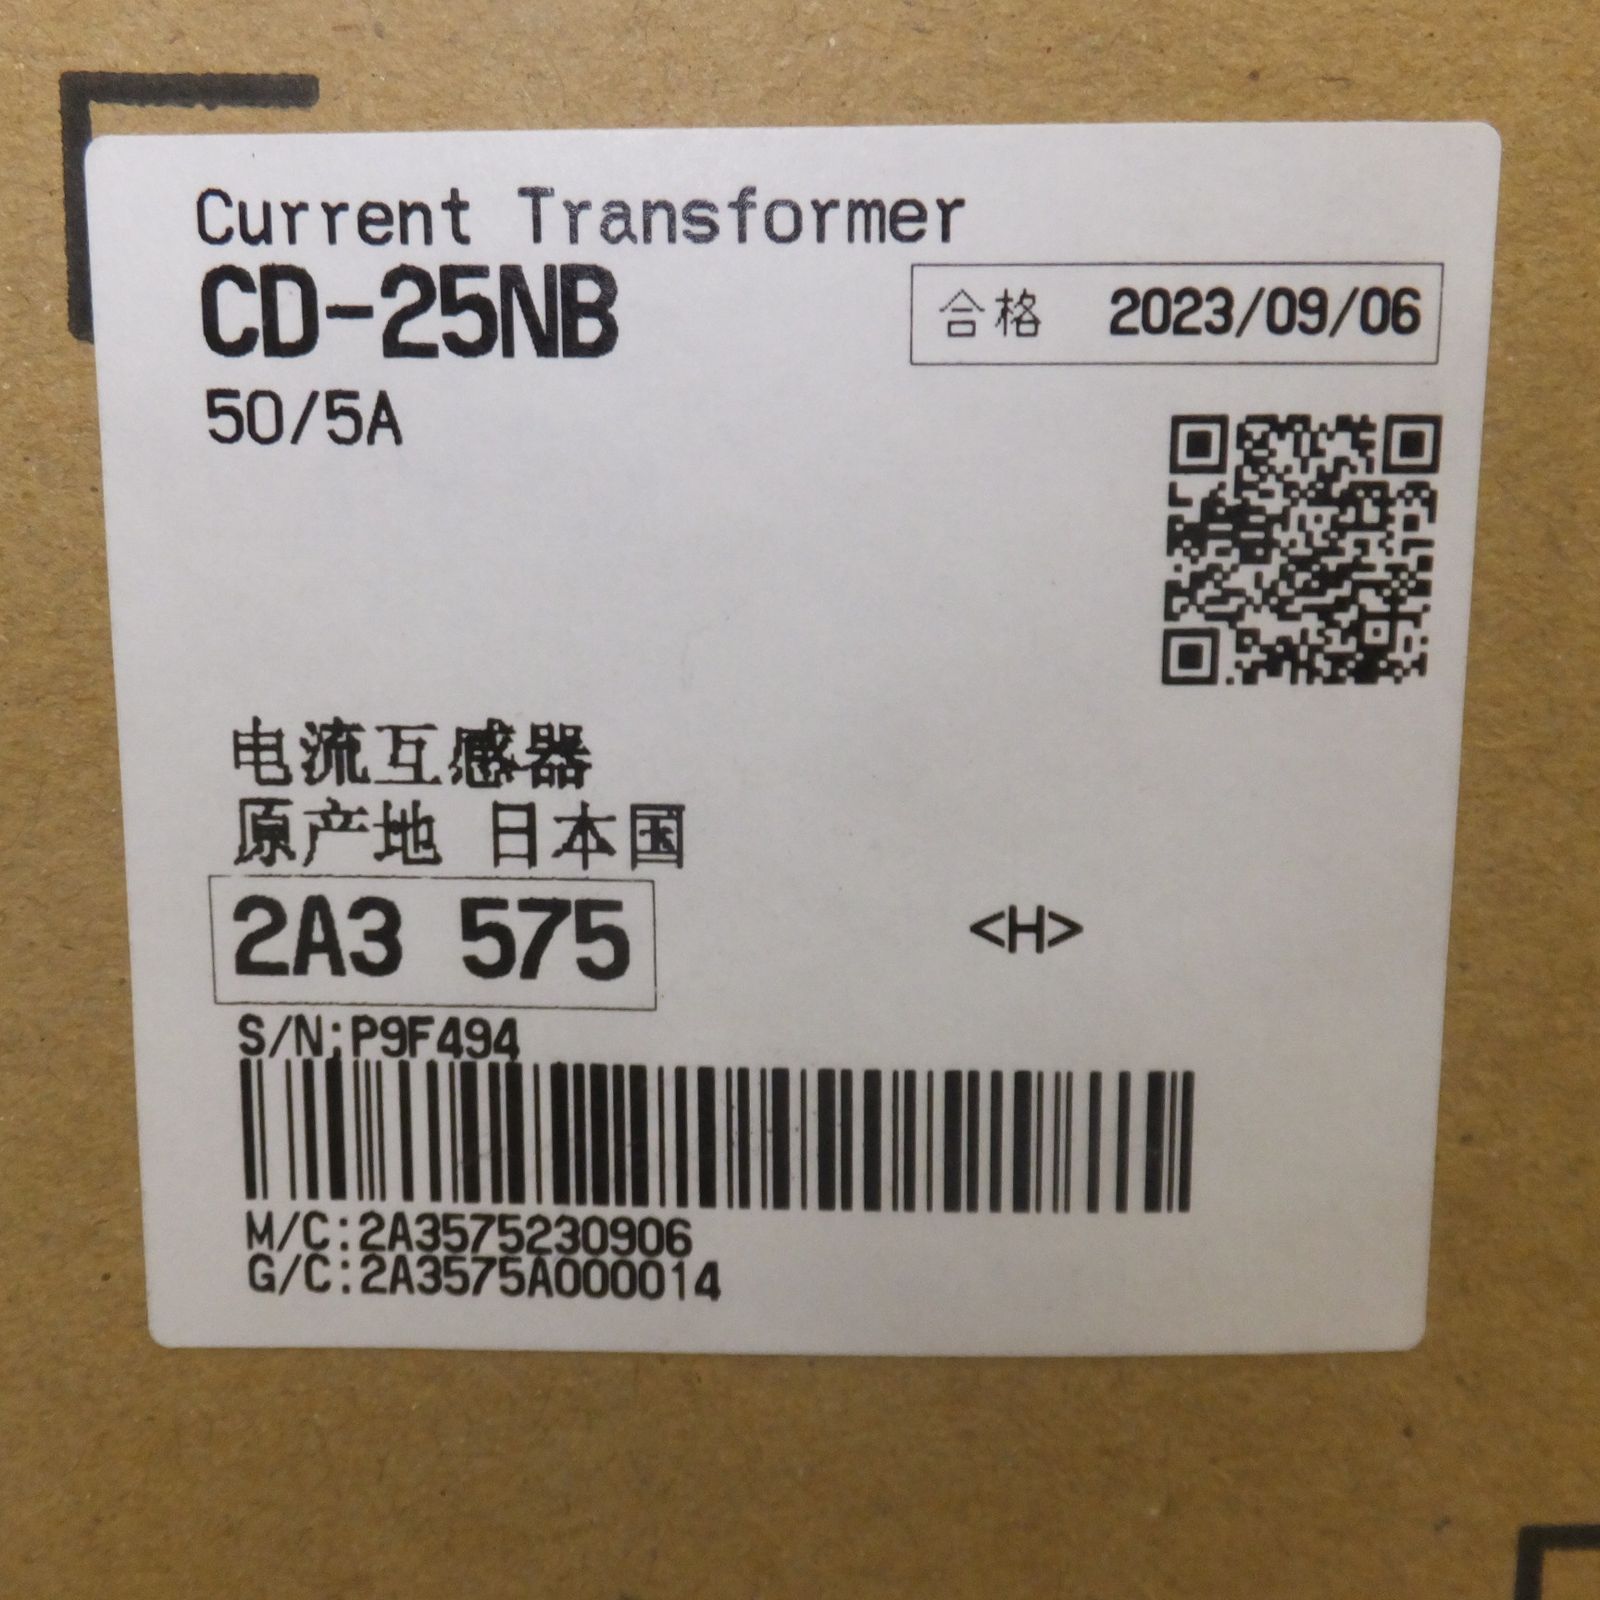 Current Transformer
CD-25NB
合格 2023/09/06
50/5A
电流互感器
原产地 日本国
2A3 575
<H>
S/N:P9F494
M/C:2A3575230906
G/C:2A3575A000014